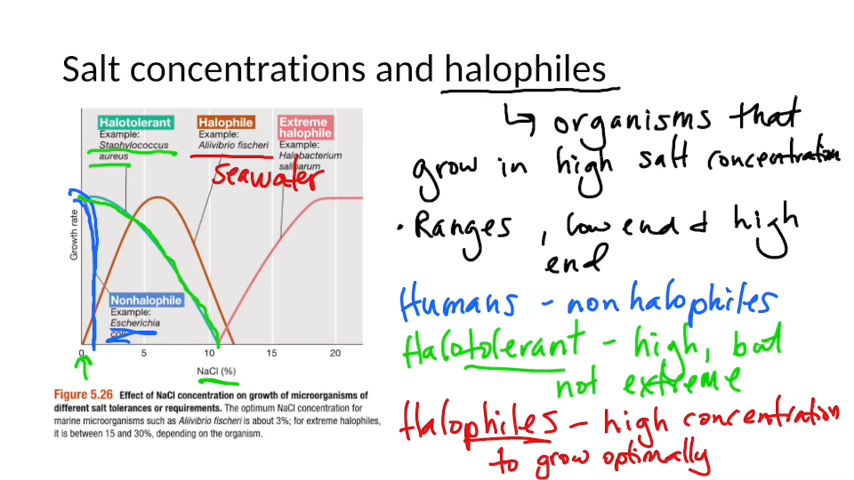 Salt concentrations and halophiles
Halotolerant
Example:
Staphylococcus
aureus
Halophile
Example:
Aliivibrio fischeri
Extreme
halophile
Example:
Halobacterium
salinarum
seawater
Growth rate
Nonhalophile
Example:
Escherichia
coli
0 5 10 15 20
NaCl (%)
Figure 5.26 Effect of NaCl concentration on growth of microorganisms of
different salt tolerances or requirements. The optimum NaCl concentration for
marine microorganisms such as Aliivibrio fischeri is about 3%; for extreme halophiles,
it is between 15 and 30%, depending on the organism.
↳ organisms that
grow in high salt concentration
• Ranges, low end & high
end
Humans - nonhalophiles
Halotolerant - high, but
not extreme
Halophiles - high concentration
to grow optimally